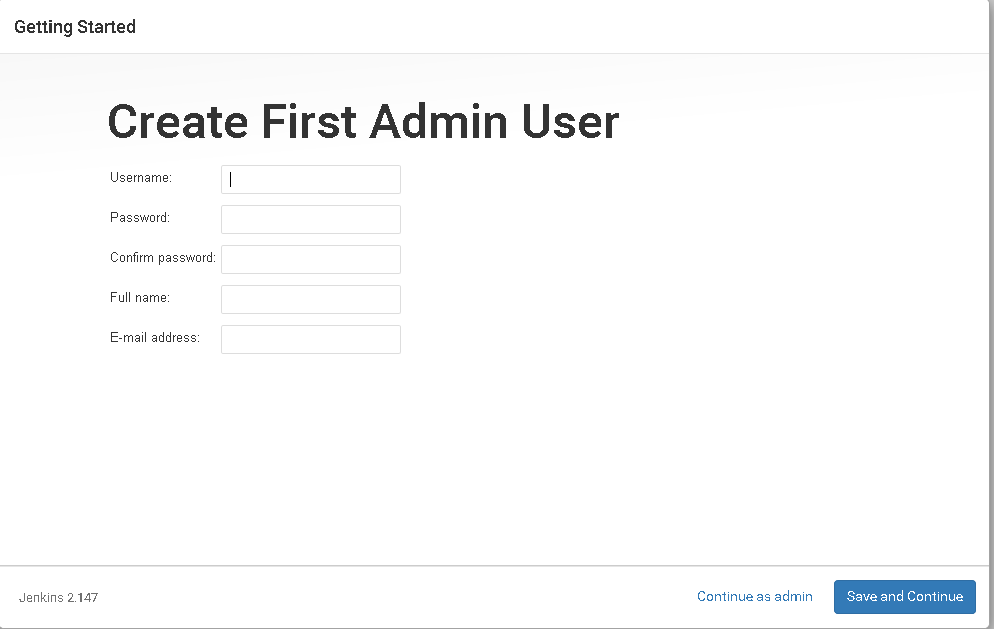 Getting Started
Create First Admin User
Username:
Password:
Confirm password:
Full name:
E-mail address:
Jenkins 2.147
Continue as admin
Save and Continue